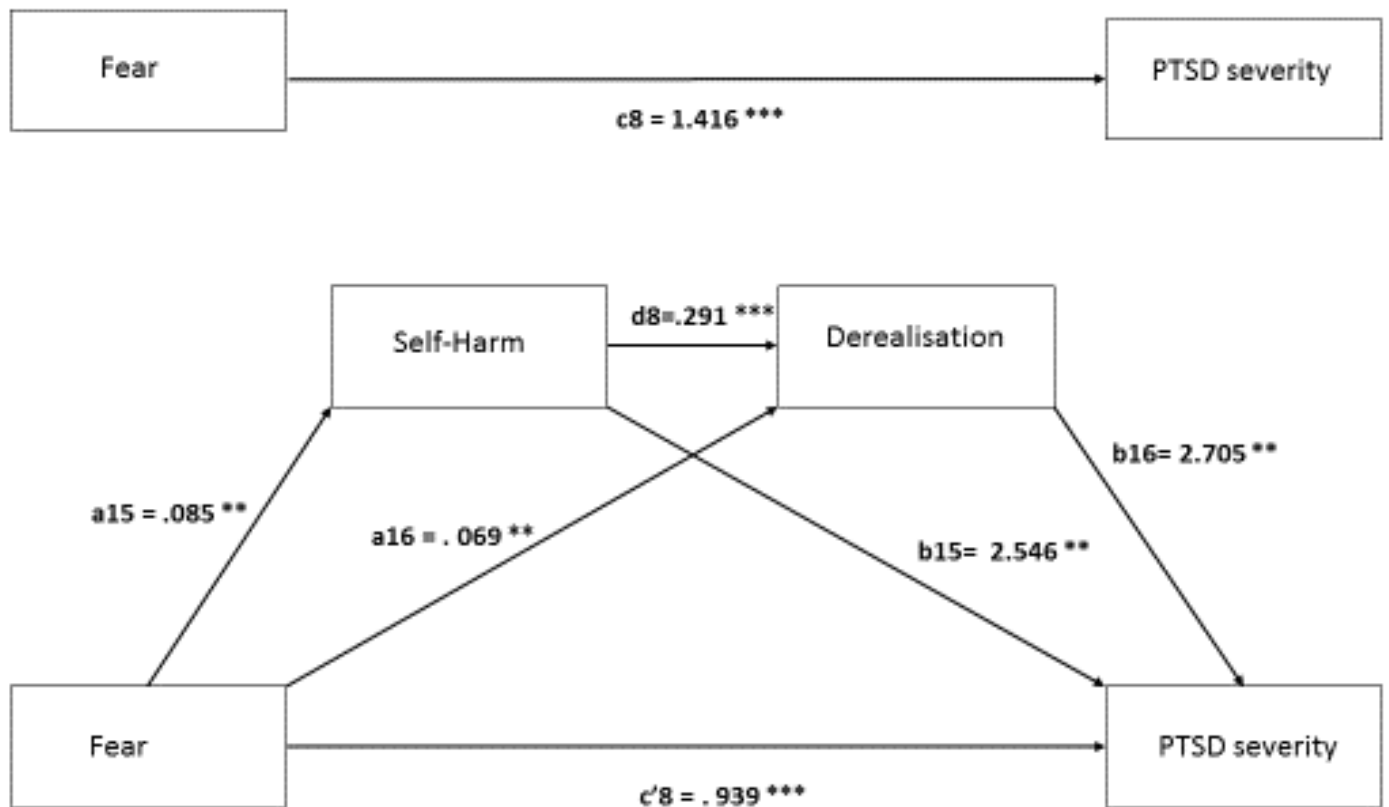 Fear
PTSD severity
c8 = 1.416 ***
d8=.291 ***
Self-Harm
Derealisation
b16= 2.705 **
a15 = .085 **
a16 = . 069 **
b15=  2.546 **
Fear
PTSD severity
c'8 = . 939 ***